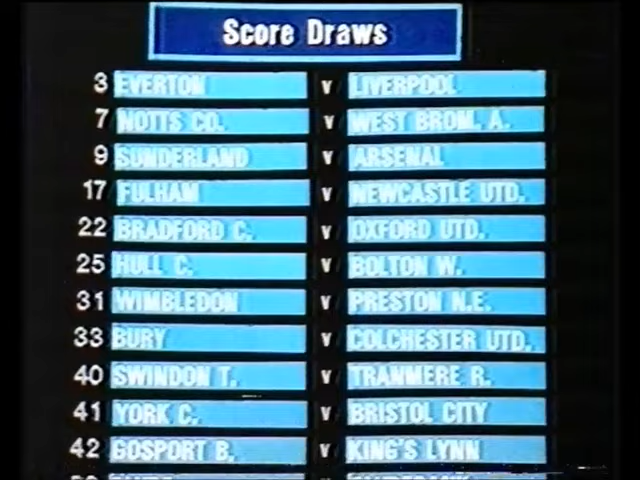 Score Draws
3 EVERTON v LIVERPOOL
7 NOTTS CO. v WEST BROM. A.
9 SUNDERLAND v ARSENAL
17 FULHAM v NEWCASTLE UTD.
22 BRADFORD C. v OXFORD UTD.
25 HULL C. v BOLTON W.
31 WIMBLEDON v PRESTON N.E.
33 BURY v COLCHESTER UTD.
40 SWINDON T. v TRANMERE R.
41 YORK C. v BRISTOL CITY
42 GOSPORT B. v KING'S LYNN